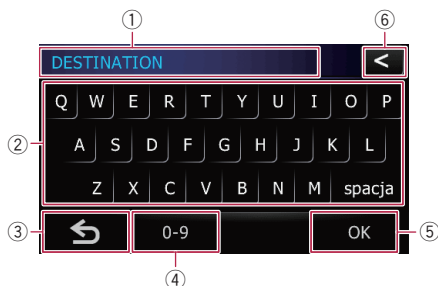 ① ⑥
DESTINATION <
Q W E R T Y U I O P
② A S D F G H J K L
Z X C V B N M spacja
③ 0-9 OK ⑤
④